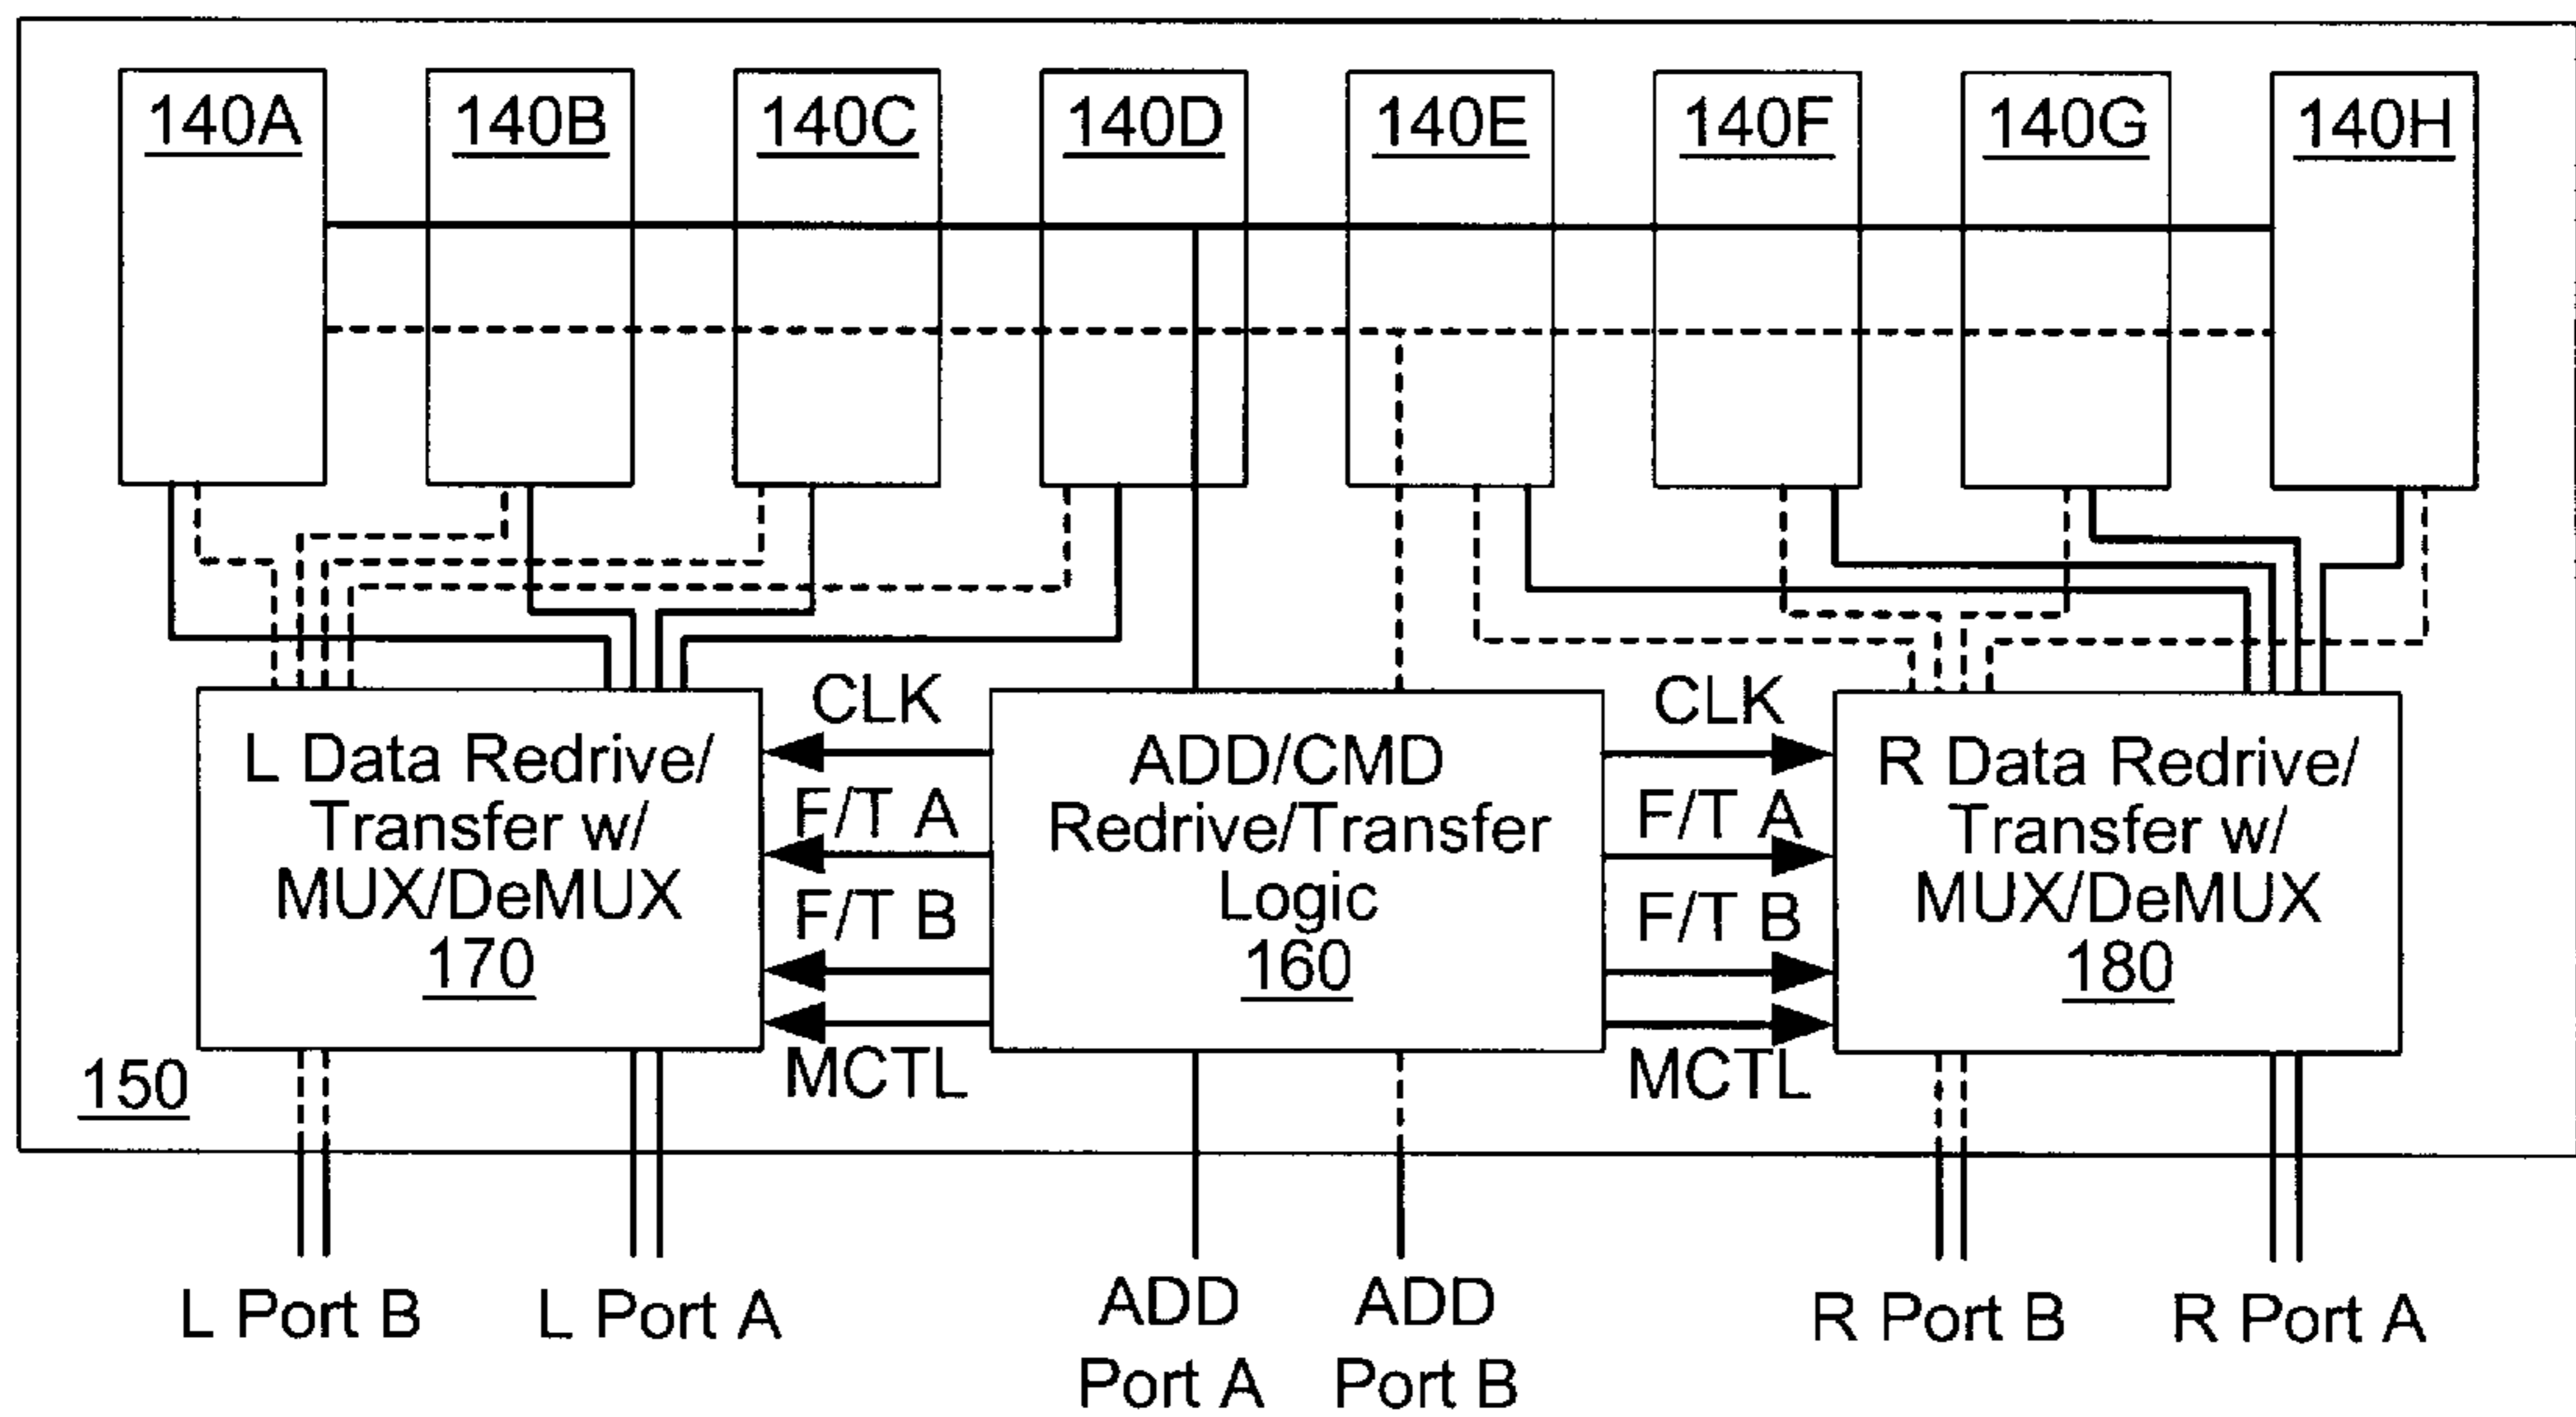 140A
140B
140C
140D
140E
140F
140G
140H
L Data Redrive/
Transfer w/
MUX/DeMUX
170
CLK
F/T A
F/T B
MCTL
ADD/CMD
Redrive/Transfer
Logic
160
CLK
F/T A
F/T B
MCTL
R Data Redrive/
Transfer w/
MUX/DeMUX
180
150
L Port B
L Port A
ADD
Port A
ADD
Port B
R Port B
R Port A